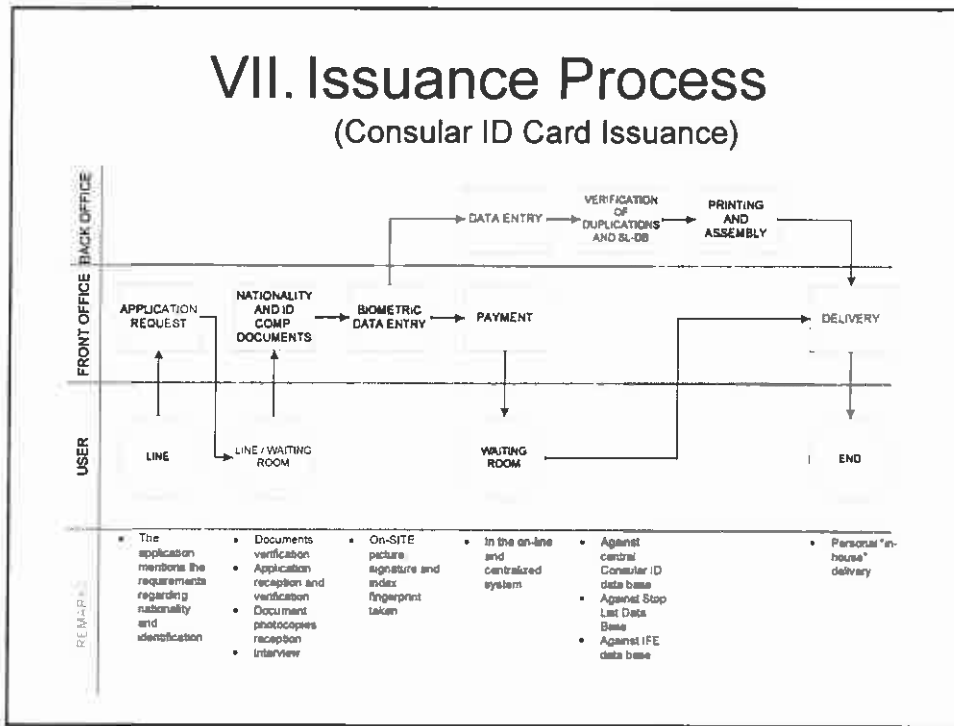 VII. Issuance Process
(Consular ID Card Issuance)
BACK OFFICE
DATA ENTRY
VERIFICATION
OF
DUPLICATIONS
AND SL-DB
PRINTING
AND
ASSEMBLY
FRONT OFFICE
APPLICATION
REQUEST
NATIONALITY
AND ID
COMP
DOCUMENTS
BIOMETRIC
DATA ENTRY
PAYMENT
DELIVERY
USER
LINE
LINE / WAITING
ROOM
WAITING
ROOM
END
REMARKS
• The
application
mentions the
requirements
regarding
nationality
and
identification
• Documents
verification
• Application
reception and
verification
• Document
photocopies
reception
• Interview
• On-SITE
picture
signature and
index
fingerprint
taken
• In the on-line
and
centralized
system
• Against
central
Consular ID
data base
• Against Stop
List Data
Base
• Against IFE
data base
• Personal "in-
house"
delivery